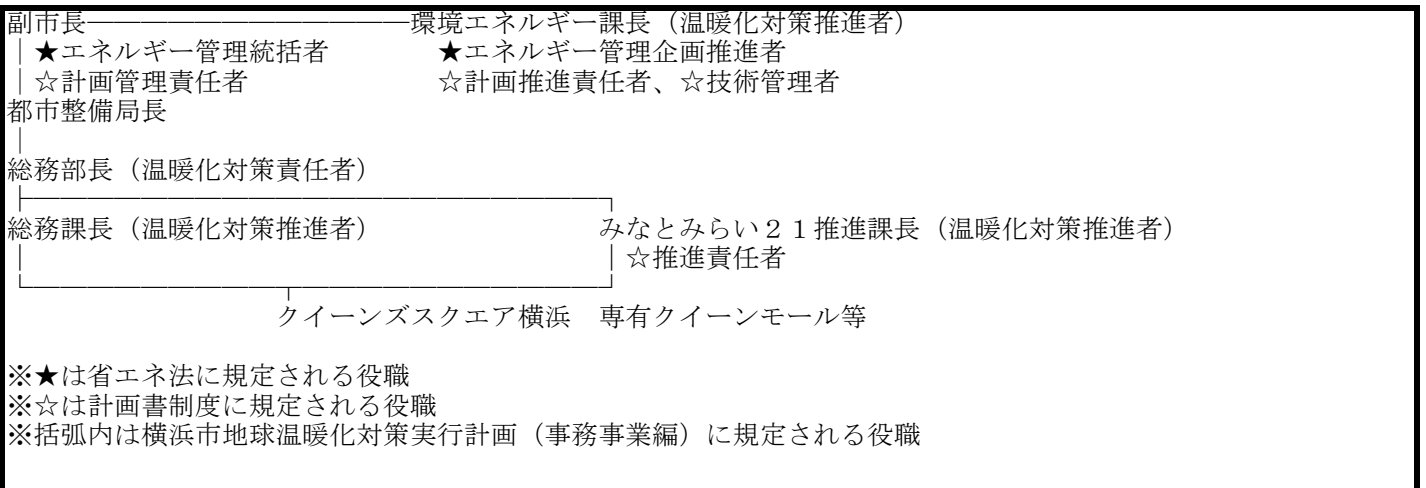 副市長―――――――――――――環境エネルギー課長（温暖化対策推進者）
｜★エネルギー管理統括者　　　　★エネルギー管理企画推進者
｜☆計画管理責任者　　　　　　　☆計画推進責任者、☆技術管理者
都市整備局長
｜
総務部長（温暖化対策責任者）
├―――――――――――――――――――――┐
総務課長（温暖化対策推進者）　　　　　　　　　みなとみらい２１推進課長（温暖化対策推進者）
｜　　　　　　　　　　　　　　　　　　　　　｜☆推進責任者
└――――――――――┬――――――――――┘
クイーンズスクエア横浜　専有クイーンモール等
※★は省エネ法に規定される役職
※☆は計画書制度に規定される役職
※括弧内は横浜市地球温暖化対策実行計画（事務事業編）に規定される役職